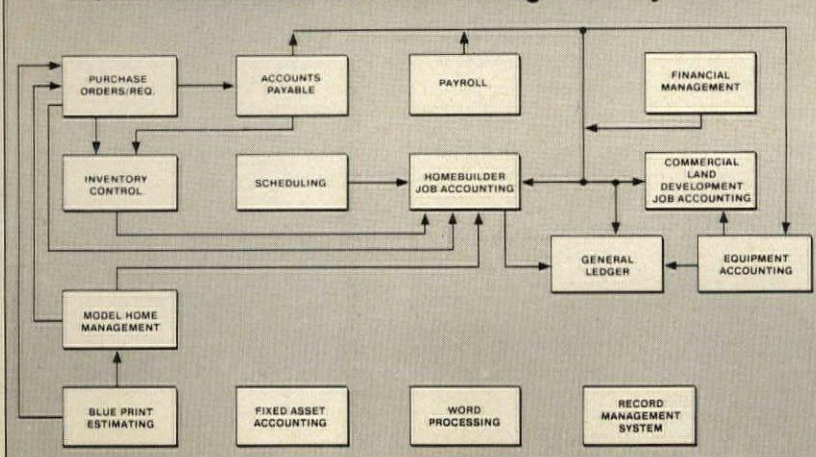 PURCHASE
ORDERS/REQ.
ACCOUNTS
PAYABLE
PAYROLL
FINANCIAL
MANAGEMENT
INVENTORY
CONTROL
SCHEDULING
HOMEBUILDER
JOB ACCOUNTING
COMMERCIAL
LAND
DEVELOPMENT
JOB ACCOUNTING
GENERAL
LEDGER
EQUIPMENT
ACCOUNTING
MODEL HOME
MANAGEMENT
BLUE PRINT
ESTIMATING
FIXED ASSET
ACCOUNTING
WORD
PROCESSING
RECORD
MANAGEMENT
SYSTEM